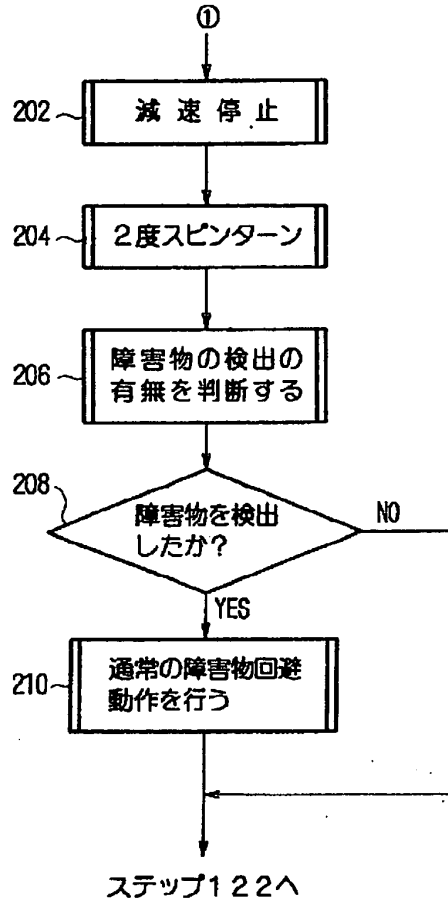 ①
202
減速停止
204
2度スピンターン
206
障害物の検出の
有無を判断する
208
障害物を検出
したか?
NO
YES
210
通常の障害物回避
動作を行う
ステップ122へ